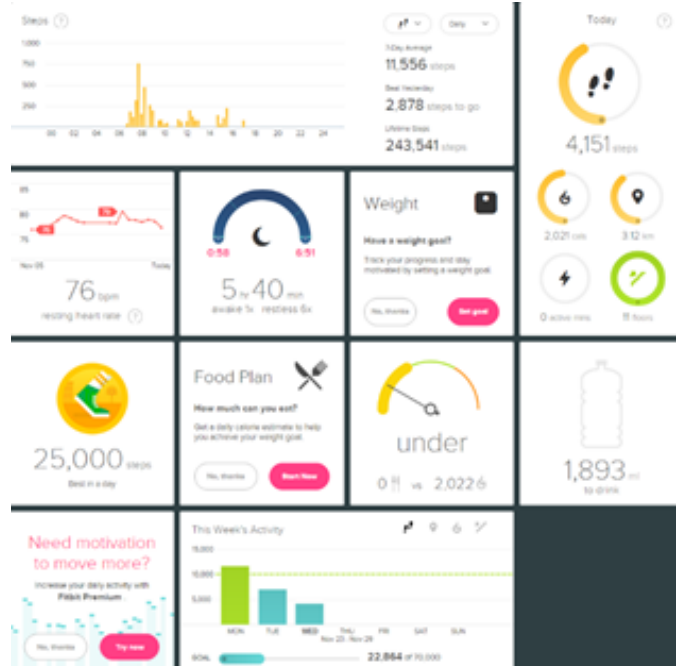 Steps ?
Daily
1,000
750
500
250
00 02 04 06 08 10 12 14 16 18 20 22 24
7-Day Average
11,556 steps
Beat Yesterday
2,878 steps to go
Lifetime Steps
243,541 steps
Today ?
4,151 steps
2,021 cals
3.12 km
0 active mins
11 floors
85
80
75
Nov 05 Today
76 bpm
resting heart rate ?
0:58 6:51
5 hr 40 min
awake 1x restless 6x
Weight
Have a weight goal?
Track your progress and stay
motivated by setting a weight goal.
No, thanks
Set goal
25,000 steps
Best in a day
Food Plan
How much can you eat?
Get a daily calorie estimate to help
you achieve your weight goal.
No, thanks
Start Now
under
0 vs 2,022
1,893 ml
to drink
Need motivation
to move more?
Increase your daily activity with
Fitbit Premium.
No, thanks
Try now
This Week's Activity
15,000
10,000
5,000
MON TUE WED THU FRI SAT SUN
Nov 23 - Nov 29
GOAL 22,864 of 70,000